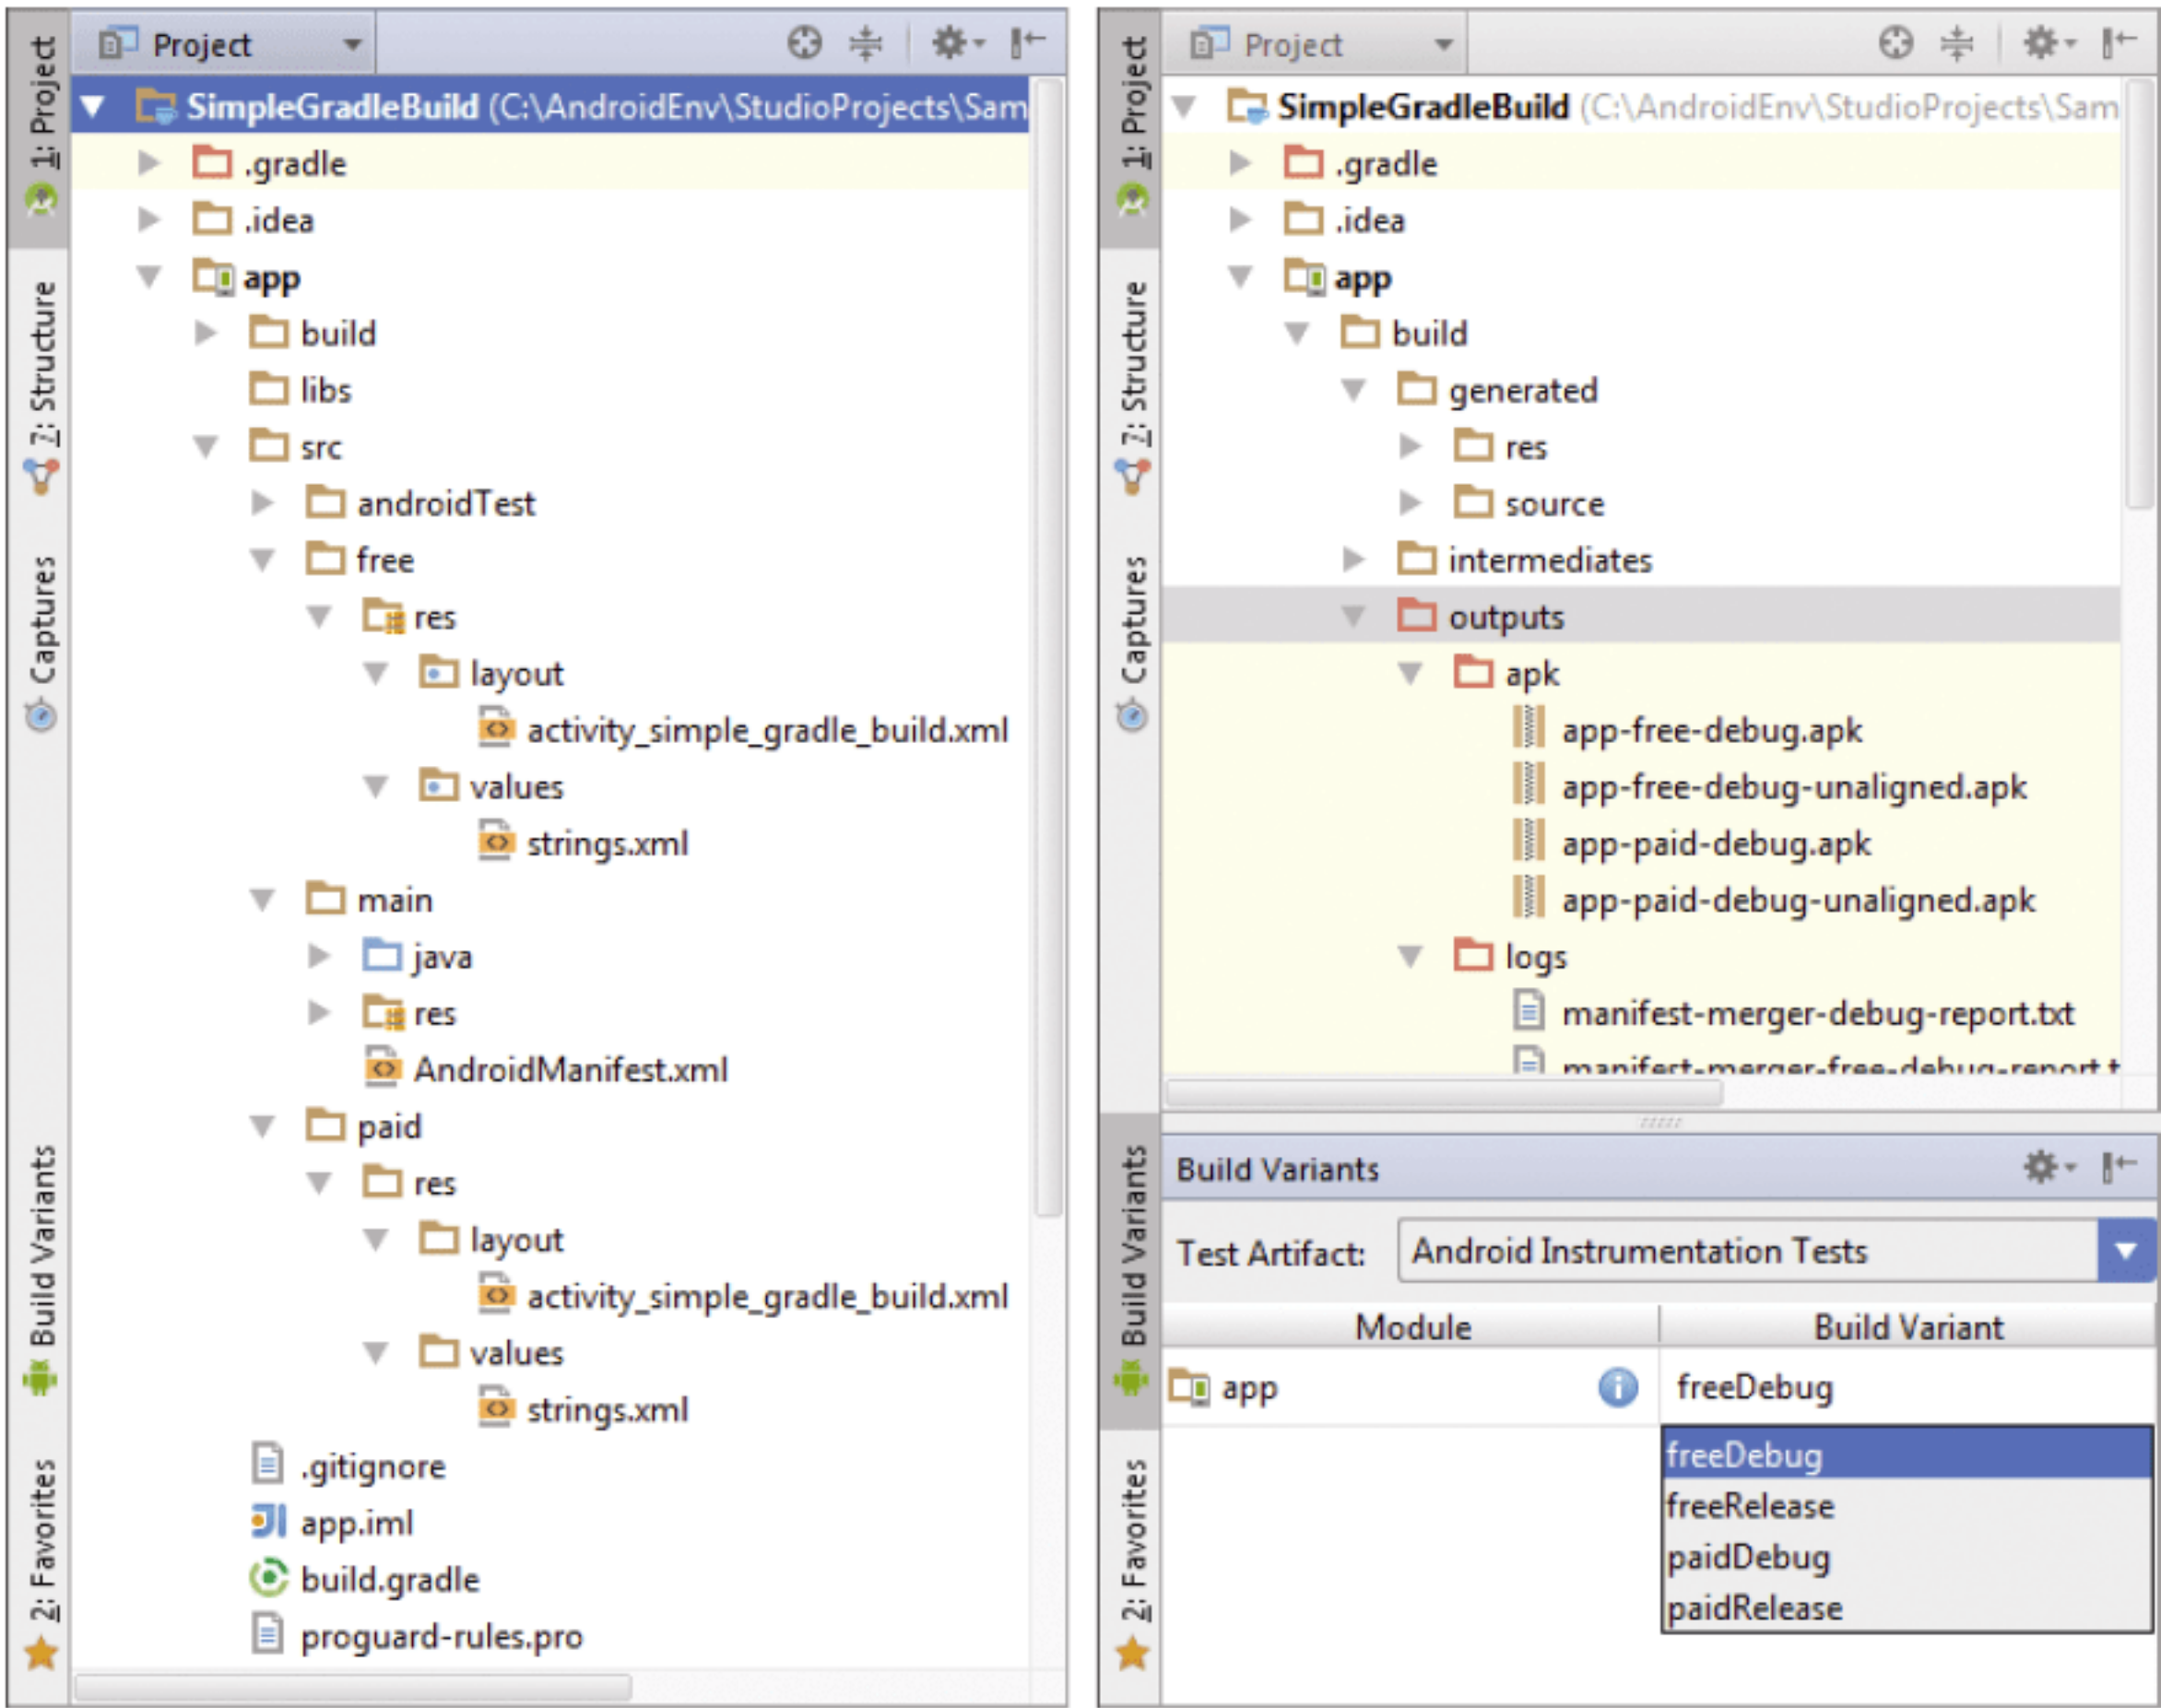 Project
SimpleGradleBuild (C:\AndroidEnv\StudioProjects\Sam
.gradle
.idea
app
build
libs
src
androidTest
free
res
layout
activity_simple_gradle_build.xml
values
strings.xml
main
java
res
AndroidManifest.xml
paid
res
layout
activity_simple_gradle_build.xml
values
strings.xml
.gitignore
app.iml
build.gradle
proguard-rules.pro
1: Project
7: Structure
Captures
Build Variants
2: Favorites
Project
SimpleGradleBuild (C:\AndroidEnv\StudioProjects\Sam
.gradle
.idea
app
build
generated
res
source
intermediates
outputs
apk
app-free-debug.apk
app-free-debug-unaligned.apk
app-paid-debug.apk
app-paid-debug-unaligned.apk
logs
manifest-merger-debug-report.txt
manifest-merger-free-debug-report.t
1: Project
7: Structure
Captures
Build Variants
2: Favorites
Build Variants
Test Artifact: Android Instrumentation Tests
Module Build Variant
app freeDebug
freeDebug
freeRelease
paidDebug
paidRelease